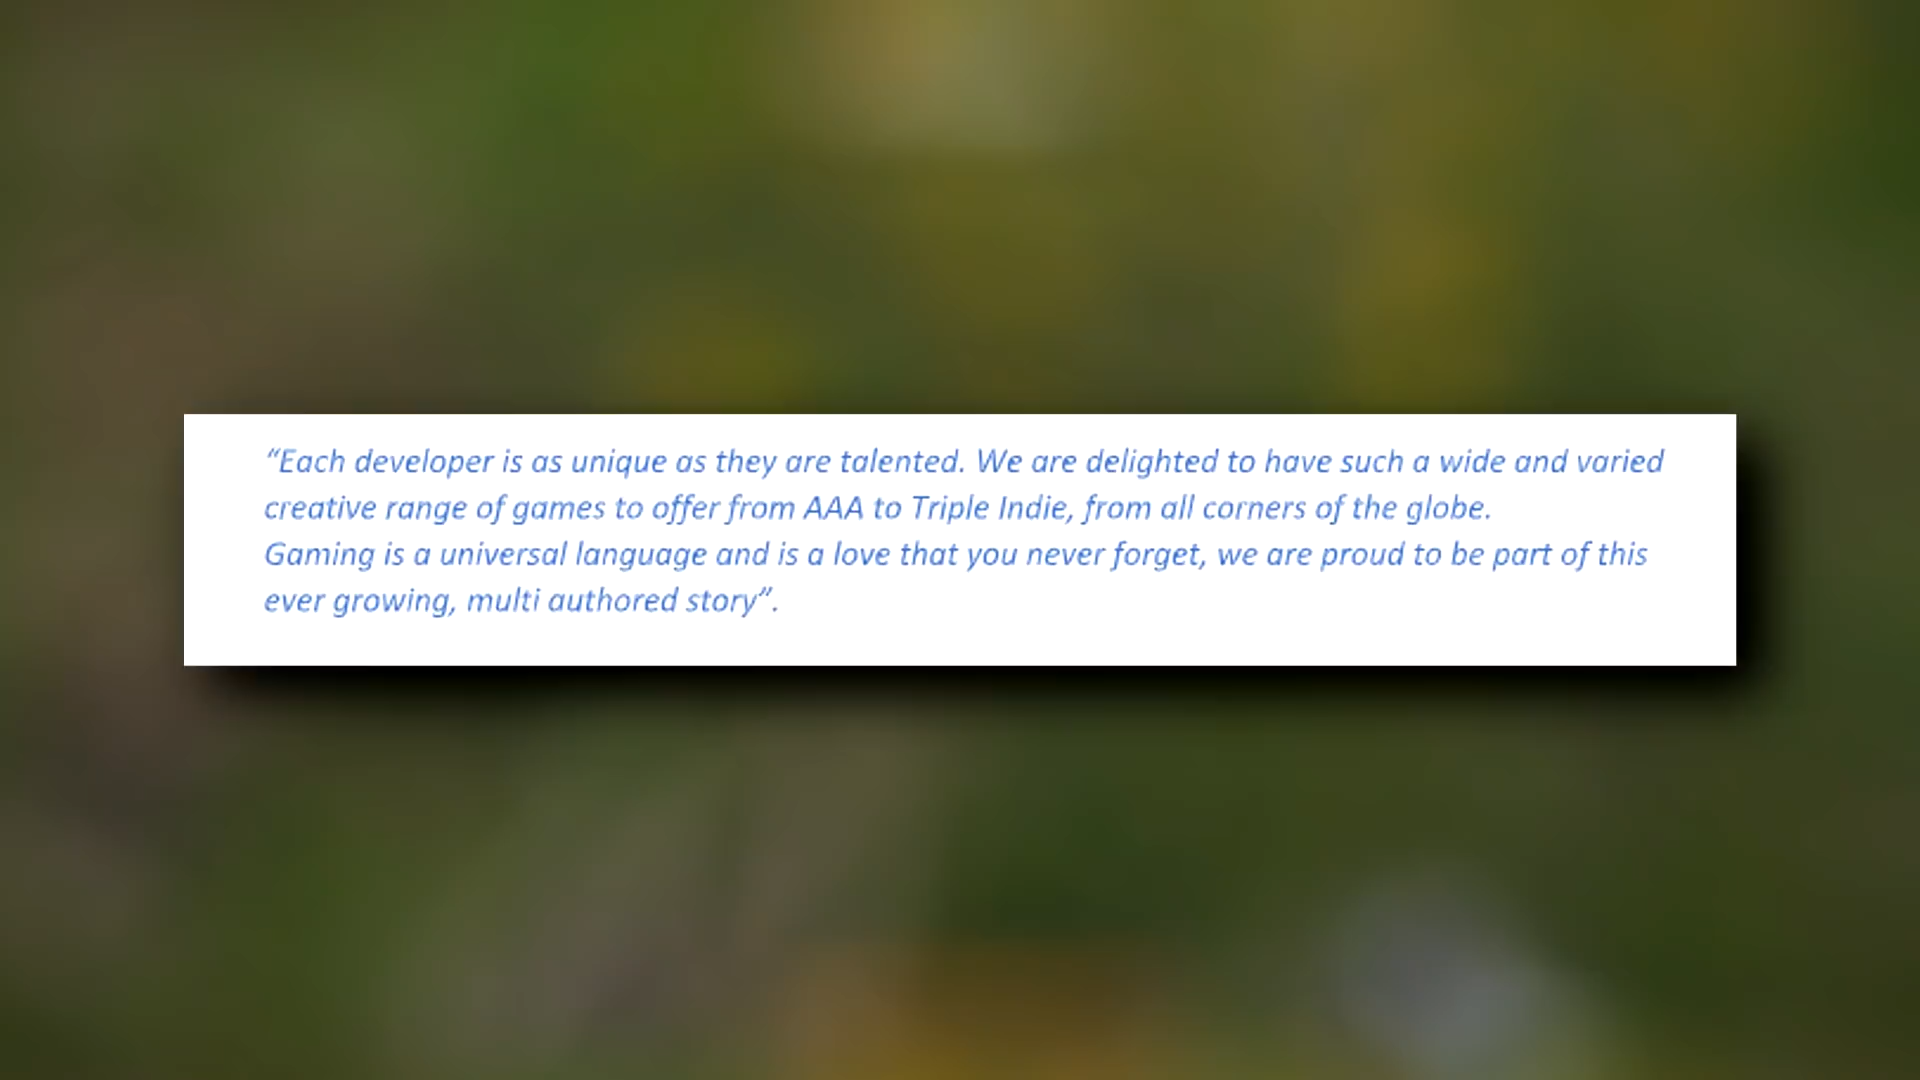 “Each developer is as unique as they are talented. We are delighted to have such a wide and varied
creative range of games to offer from AAA to Triple Indie, from all corners of the globe.
Gaming is a universal language and is a love that you never forget, we are proud to be part of this
ever growing, multi authored story”.